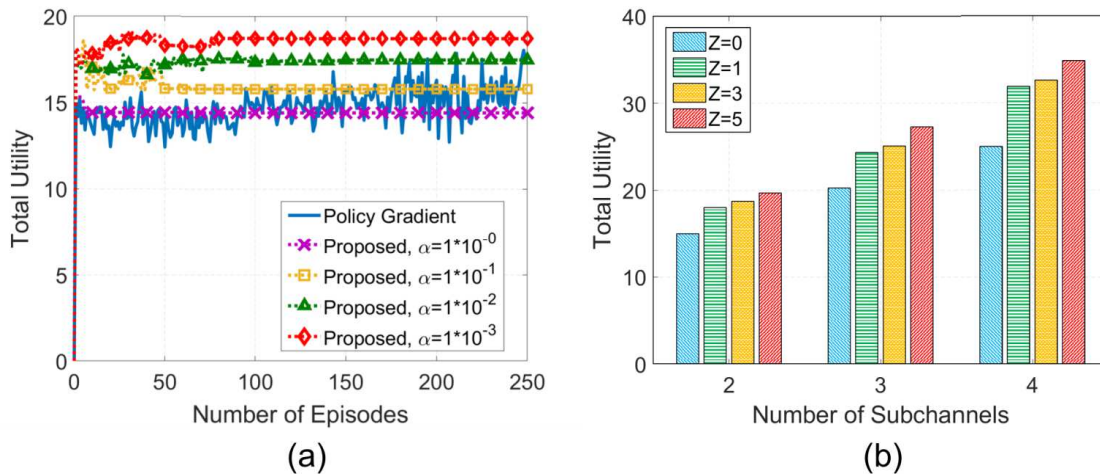 20
15
10
5
0
Total Utility
Policy Gradient
Proposed, α=1*10^-0
Proposed, α=1*10^-1
Proposed, α=1*10^-2
Proposed, α=1*10^-3
0 50 100 150 200 250
Number of Episodes
(a)
40
30
20
10
0
Total Utility
Z=0
Z=1
Z=3
Z=5
2 3 4
Number of Subchannels
(b)